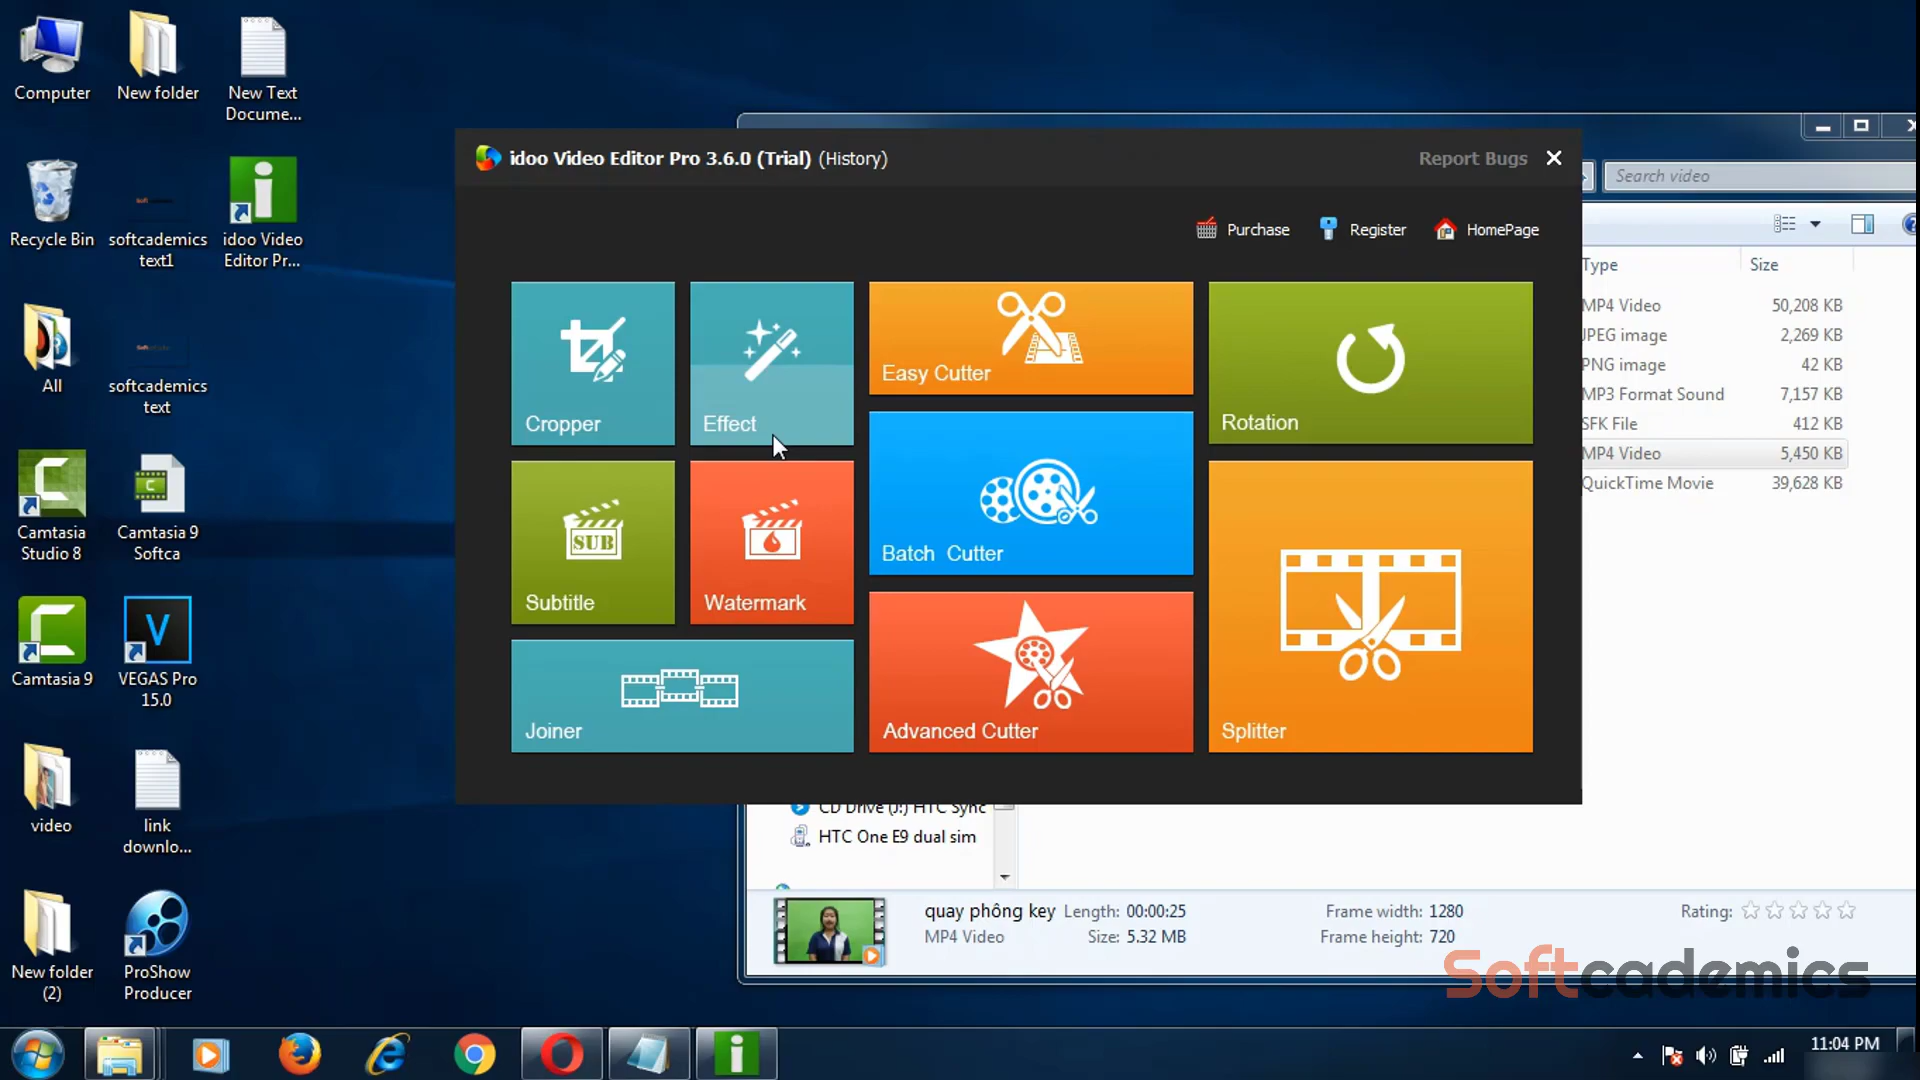 Computer
New folder
New Text
Docume...
Recycle Bin
softcademics
text1
idoo Video
Editor Pr...
All
softcademics
text
Camtasia
Studio 8
Camtasia 9
Softca
Camtasia 9
VEGAS Pro
15.0
video
link
downlo...
New folder
(2)
ProShow
Producer
idoo Video Editor Pro 3.6.0 (Trial) (History)
Report Bugs
Purchase
Register
HomePage
Cropper
Effect
Easy Cutter
Rotation
Subtitle
SUB
Watermark
Batch Cutter
Joiner
Advanced Cutter
Splitter
Search video
Type
Size
MP4 Video 50,208 KB
JPEG image 2,269 KB
PNG image 42 KB
MP3 Format Sound 7,157 KB
SFK File 412 KB
MP4 Video 5,450 KB
QuickTime Movie 39,628 KB
CD Drive (J:) HTC Sync
HTC One E9 dual sim
quay phông key Length: 00:00:25 Frame width: 1280 Rating:
MP4 Video Size: 5.32 MB Frame height: 720
Softcademics
11:04 PM